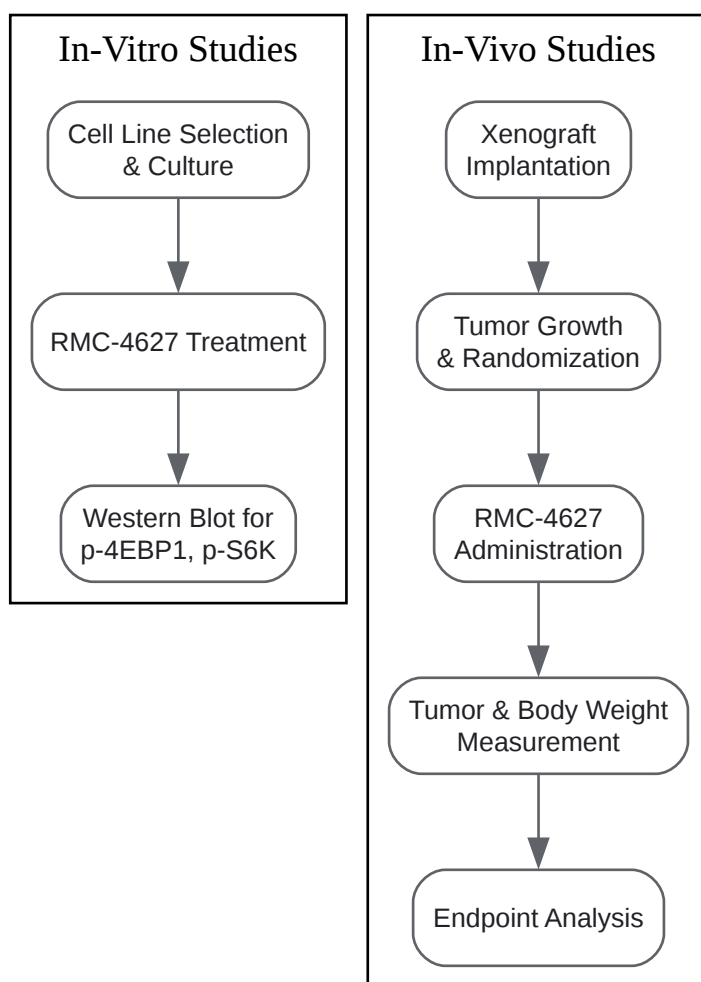 In-Vitro Studies
Cell Line Selection
& Culture
RMC-4627 Treatment
Western Blot for
p-4EBP1, p-S6K
In-Vivo Studies
Xenograft
Implantation
Tumor Growth
& Randomization
RMC-4627
Administration
Tumor & Body Weight
Measurement
Endpoint Analysis